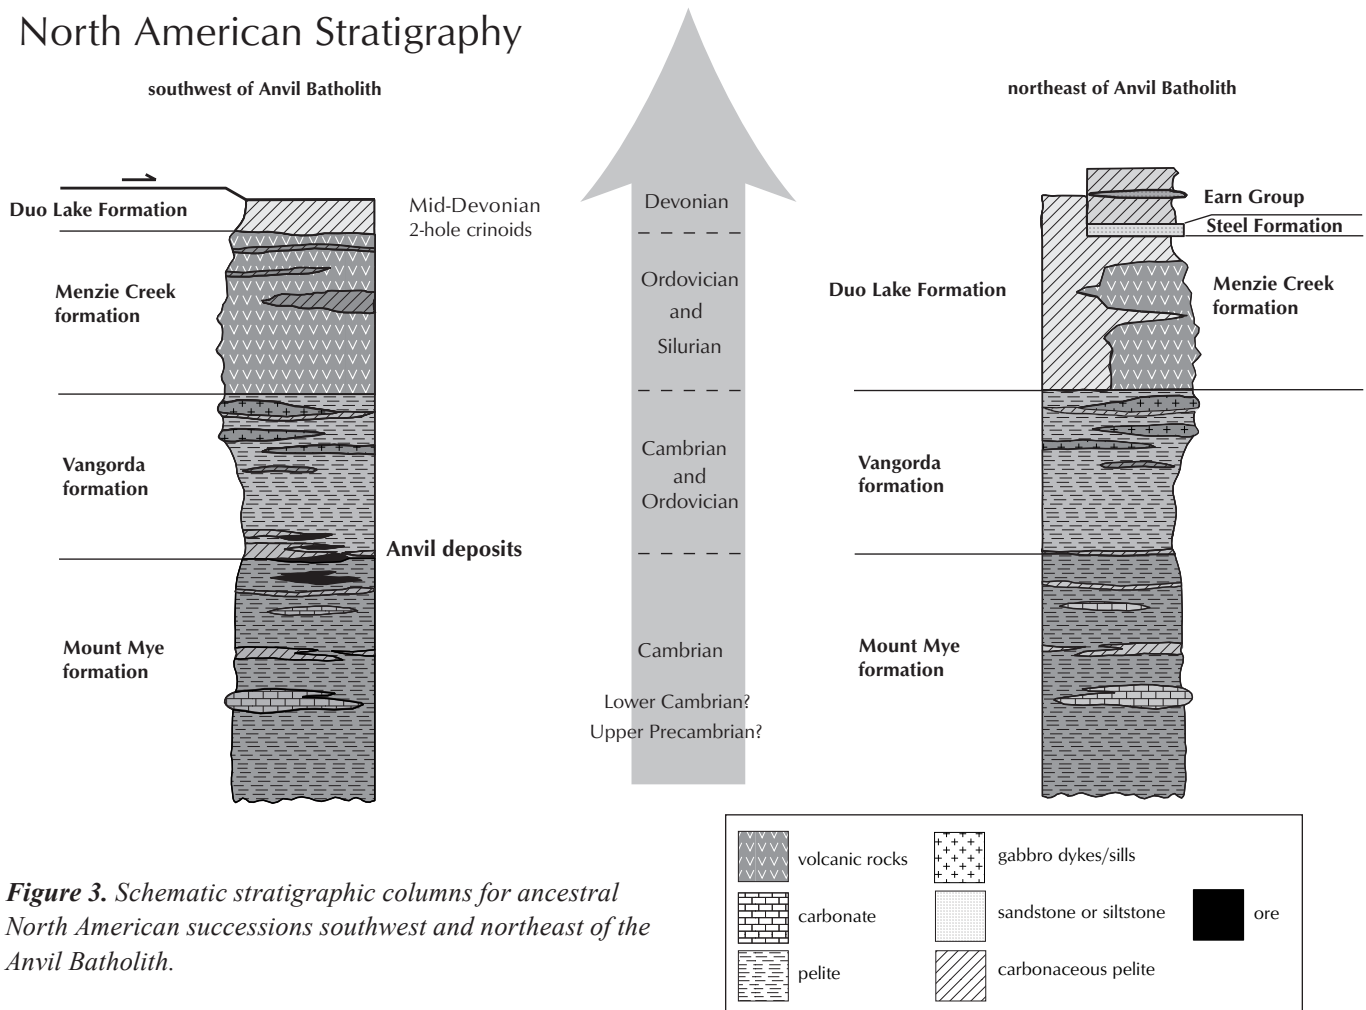 North American Stratigraphy
southwest of Anvil Batholith
northeast of Anvil Batholith
Duo Lake Formation
Menzie Creek
formation
Vangorda
formation
Mount Mye
formation
Mid-Devonian
2-hole crinoids
Anvil deposits
Devonian
Ordovician
and
Silurian
Cambrian
and
Ordovician
Cambrian
Lower Cambrian?
Upper Precambrian?
Earn Group
Steel Formation
Duo Lake Formation
Menzie Creek
formation
Vangorda
formation
Mount Mye
formation
volcanic rocks
carbonate
pelite
gabbro dykes/sills
sandstone or siltstone
carbonaceous pelite
ore
Figure 3. Schematic stratigraphic columns for ancestral
North American successions southwest and northeast of the
Anvil Batholith.